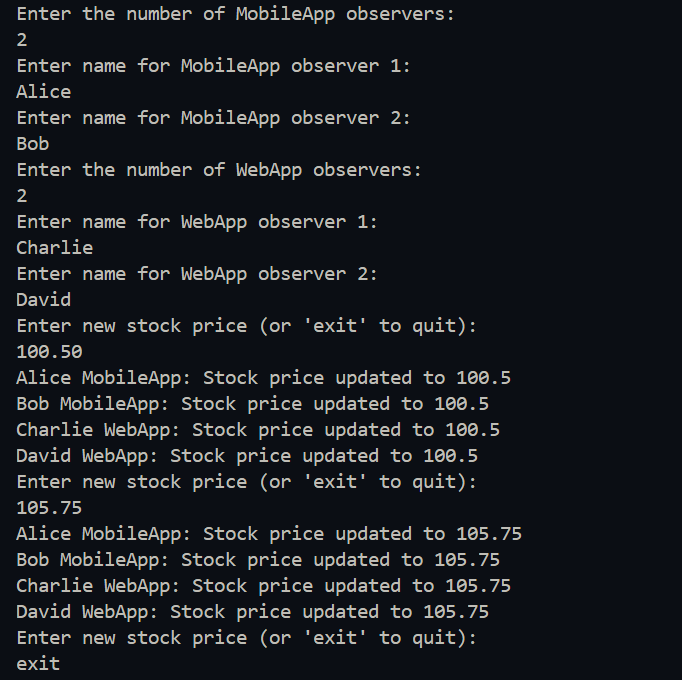 Enter the number of MobileApp observers:
2
Enter name for MobileApp observer 1:
Alice
Enter name for MobileApp observer 2:
Bob
Enter the number of WebApp observers:
2
Enter name for WebApp observer 1:
Charlie
Enter name for WebApp observer 2:
David
Enter new stock price (or 'exit' to quit):
100.50
Alice MobileApp: Stock price updated to 100.5
Bob MobileApp: Stock price updated to 100.5
Charlie WebApp: Stock price updated to 100.5
David WebApp: Stock price updated to 100.5
Enter new stock price (or 'exit' to quit):
105.75
Alice MobileApp: Stock price updated to 105.75
Bob MobileApp: Stock price updated to 105.75
Charlie WebApp: Stock price updated to 105.75
David WebApp: Stock price updated to 105.75
Enter new stock price (or 'exit' to quit):
exit